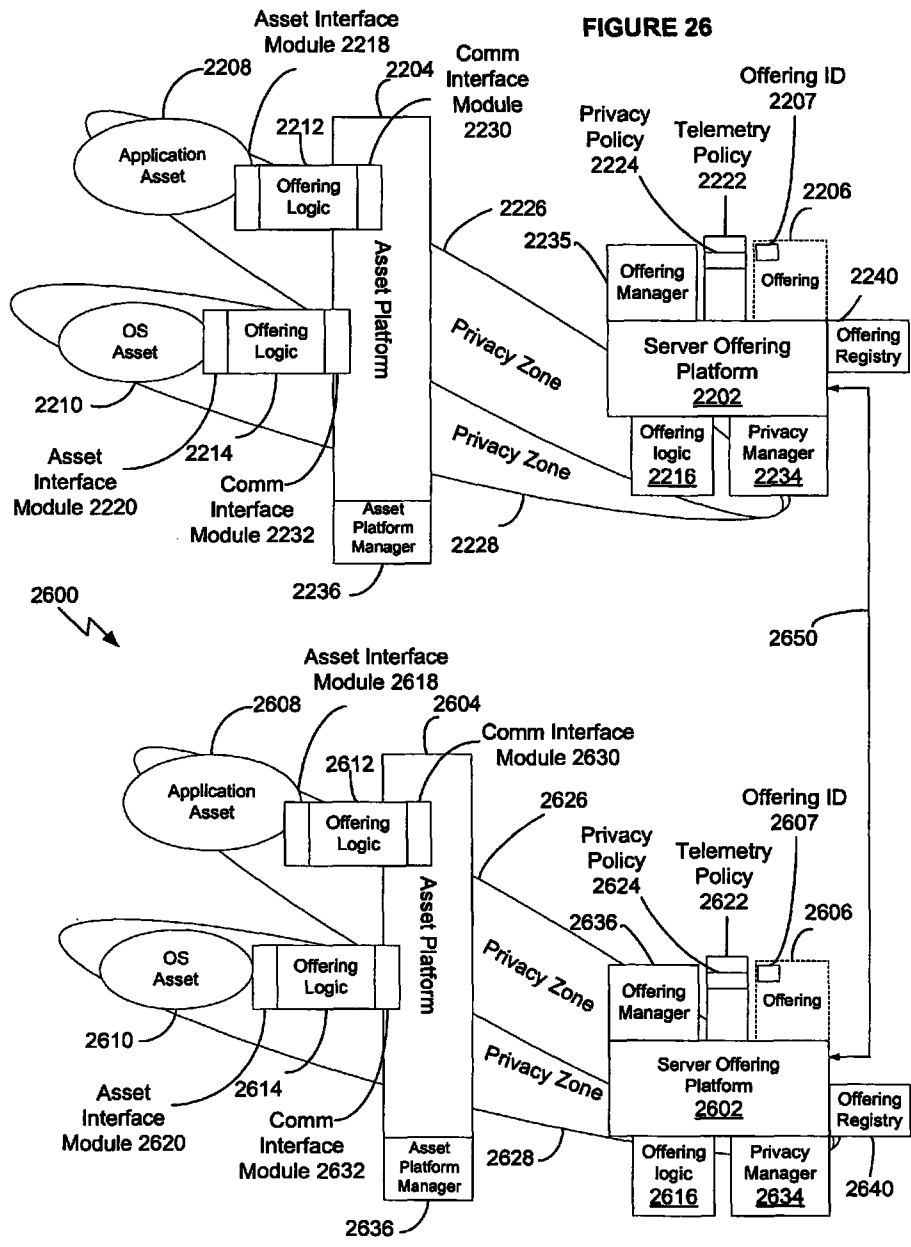 FIGURE 26
Asset Interface
Module 2218
2208
2204
Comm
Interface
Module
2230
2212
Offering ID
2207
Privacy
Policy
2224
Telemetry
Policy
2222
2206
2226
2235
Application
Asset
Offering
Logic
Asset Platform
Offering
Manager
Offering
2240
Offering
Registry
OS
Asset
Offering
Logic
Privacy Zone
Server Offering
Platform
2202
2210
2214
Privacy Zone
Offering
logic
2216
Privacy
Manager
2234
Asset
Interface
Module 2220
Comm
Interface
Module 2232
Asset
Platform
Manager
2228
2236
2600
2650
Asset Interface
Module 2618
2608
2604
Comm Interface
Module 2630
2612
Offering ID
2607
Privacy
Policy
2624
Telemetry
Policy
2622
2626
2606
2636
Application
Asset
Offering
Logic
Asset Platform
Offering
Manager
Offering
OS
Asset
Offering
Logic
Privacy Zone
Server Offering
Platform
2602
2610
2614
Privacy Zone
Offering
Registry
Offering
logic
2616
Privacy
Manager
2634
2640
Asset
Interface
Module 2620
Comm
Interface
Module 2632
Asset
Platform
Manager
2628
2636